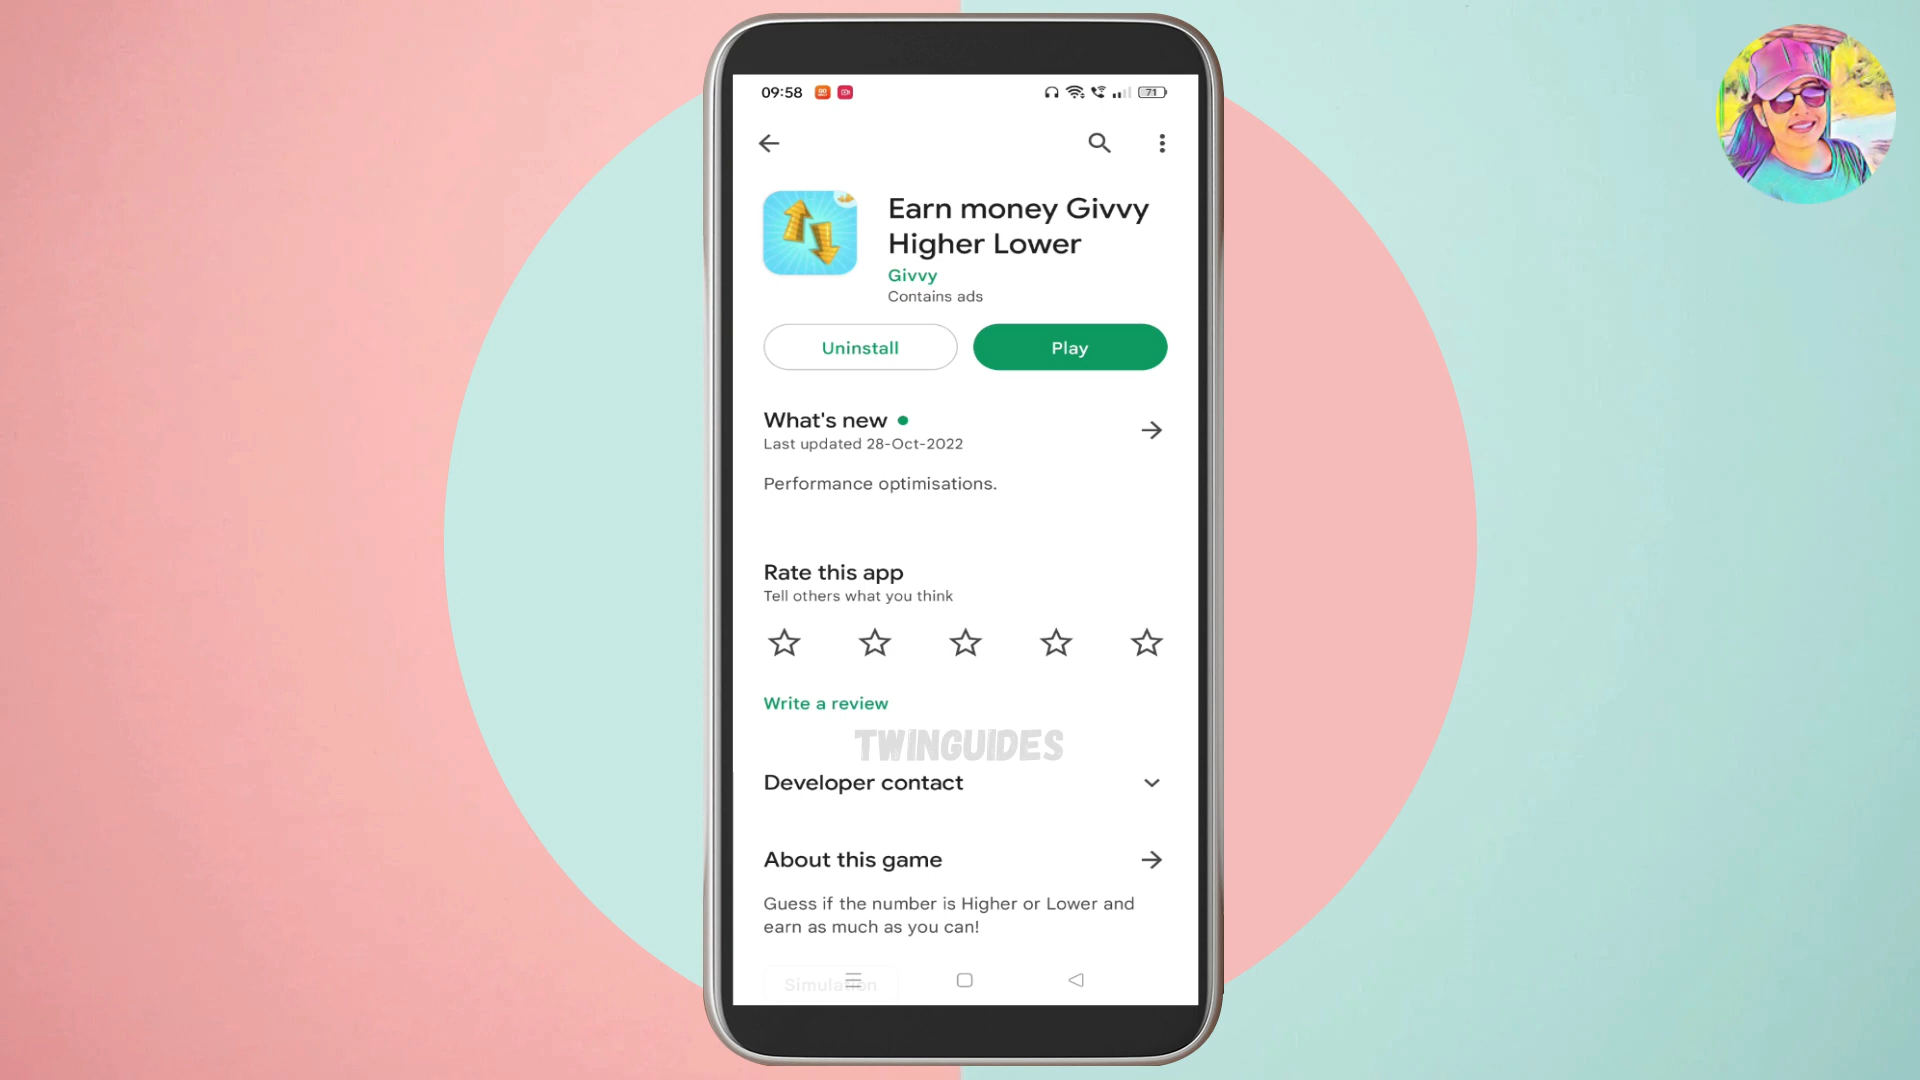 09:58
71
Earn money Givvy
Higher Lower
Givvy
Contains ads
Uninstall
Play
What's new
Last updated 28-Oct-2022
Performance optimisations.
Rate this app
Tell others what you think
Write a review
TWINGUIDES
Developer contact
About this game
Guess if the number is Higher or Lower and
earn as much as you can!
Simulation